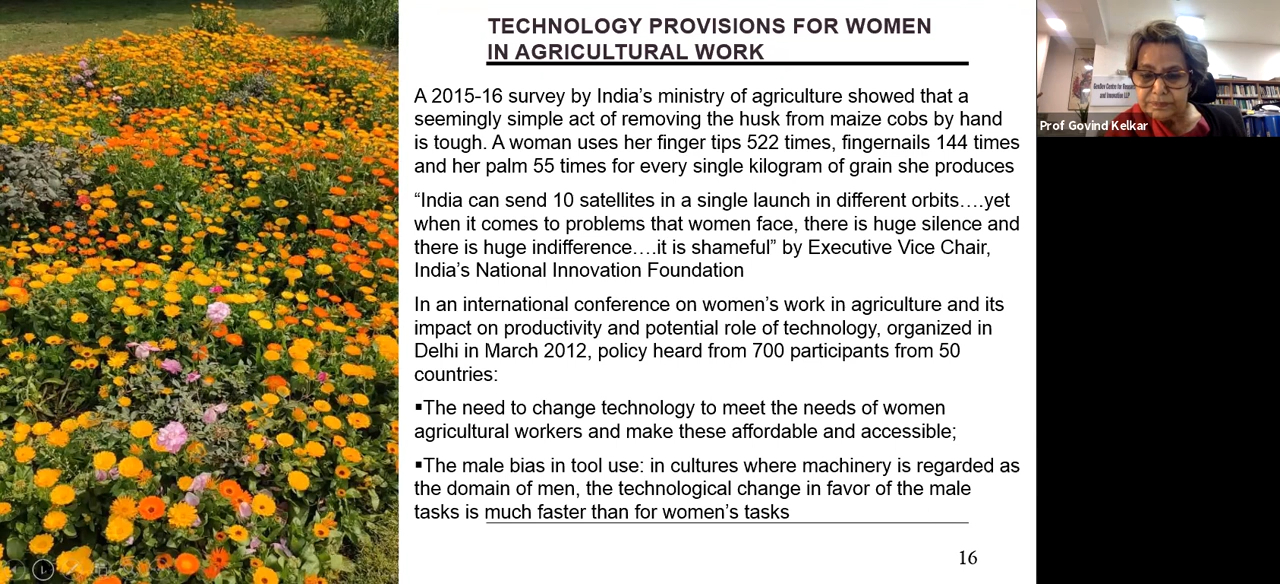 TECHNOLOGY PROVISIONS FOR WOMEN
IN AGRICULTURAL WORK
A 2015-16 survey by India’s ministry of agriculture showed that a
seemingly simple act of removing the husk from maize cobs by hand
is tough. A woman uses her finger tips 522 times, fingernails 144 times
and her palm 55 times for every single kilogram of grain she produces
“India can send 10 satellites in a single launch in different orbits….yet
when it comes to problems that women face, there is huge silence and
there is huge indifference….it is shameful” by Executive Vice Chair,
India’s National Innovation Foundation
In an international conference on women’s work in agriculture and its
impact on productivity and potential role of technology, organized in
Delhi in March 2012, policy heard from 700 participants from 50
countries:
▪The need to change technology to meet the needs of women
agricultural workers and make these affordable and accessible;
▪The male bias in tool use: in cultures where machinery is regarded as
the domain of men, the technological change in favor of the male
tasks is much faster than for women’s tasks
16
GenDev Centre for Research
and Innovation LLP
Prof Govind Kelkar